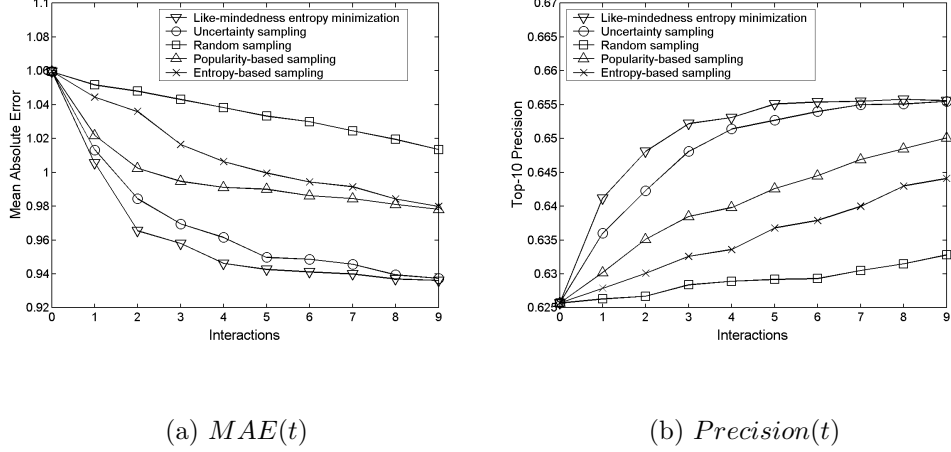 1.1
1.06
1.04
1.02
1
0.98
0.96
0.94
0.92
Mean Absolute Error
Like-mindedness entropy minimization
Uncertainty sampling
Random sampling
Popularity-based sampling
Entropy-based sampling
0 1 2 3 4 5 6 7 8 9
Interactions
(a) MAE(t)
0.67
0.665
0.66
0.655
0.65
0.645
0.64
0.635
0.63
0.625
Top-10 Precision
Like-mindedness entropy minimization
Uncertainty sampling
Random sampling
Popularity-based sampling
Entropy-based sampling
0 1 2 3 4 5 6 7 8 9
Interactions
(b) Precision(t)